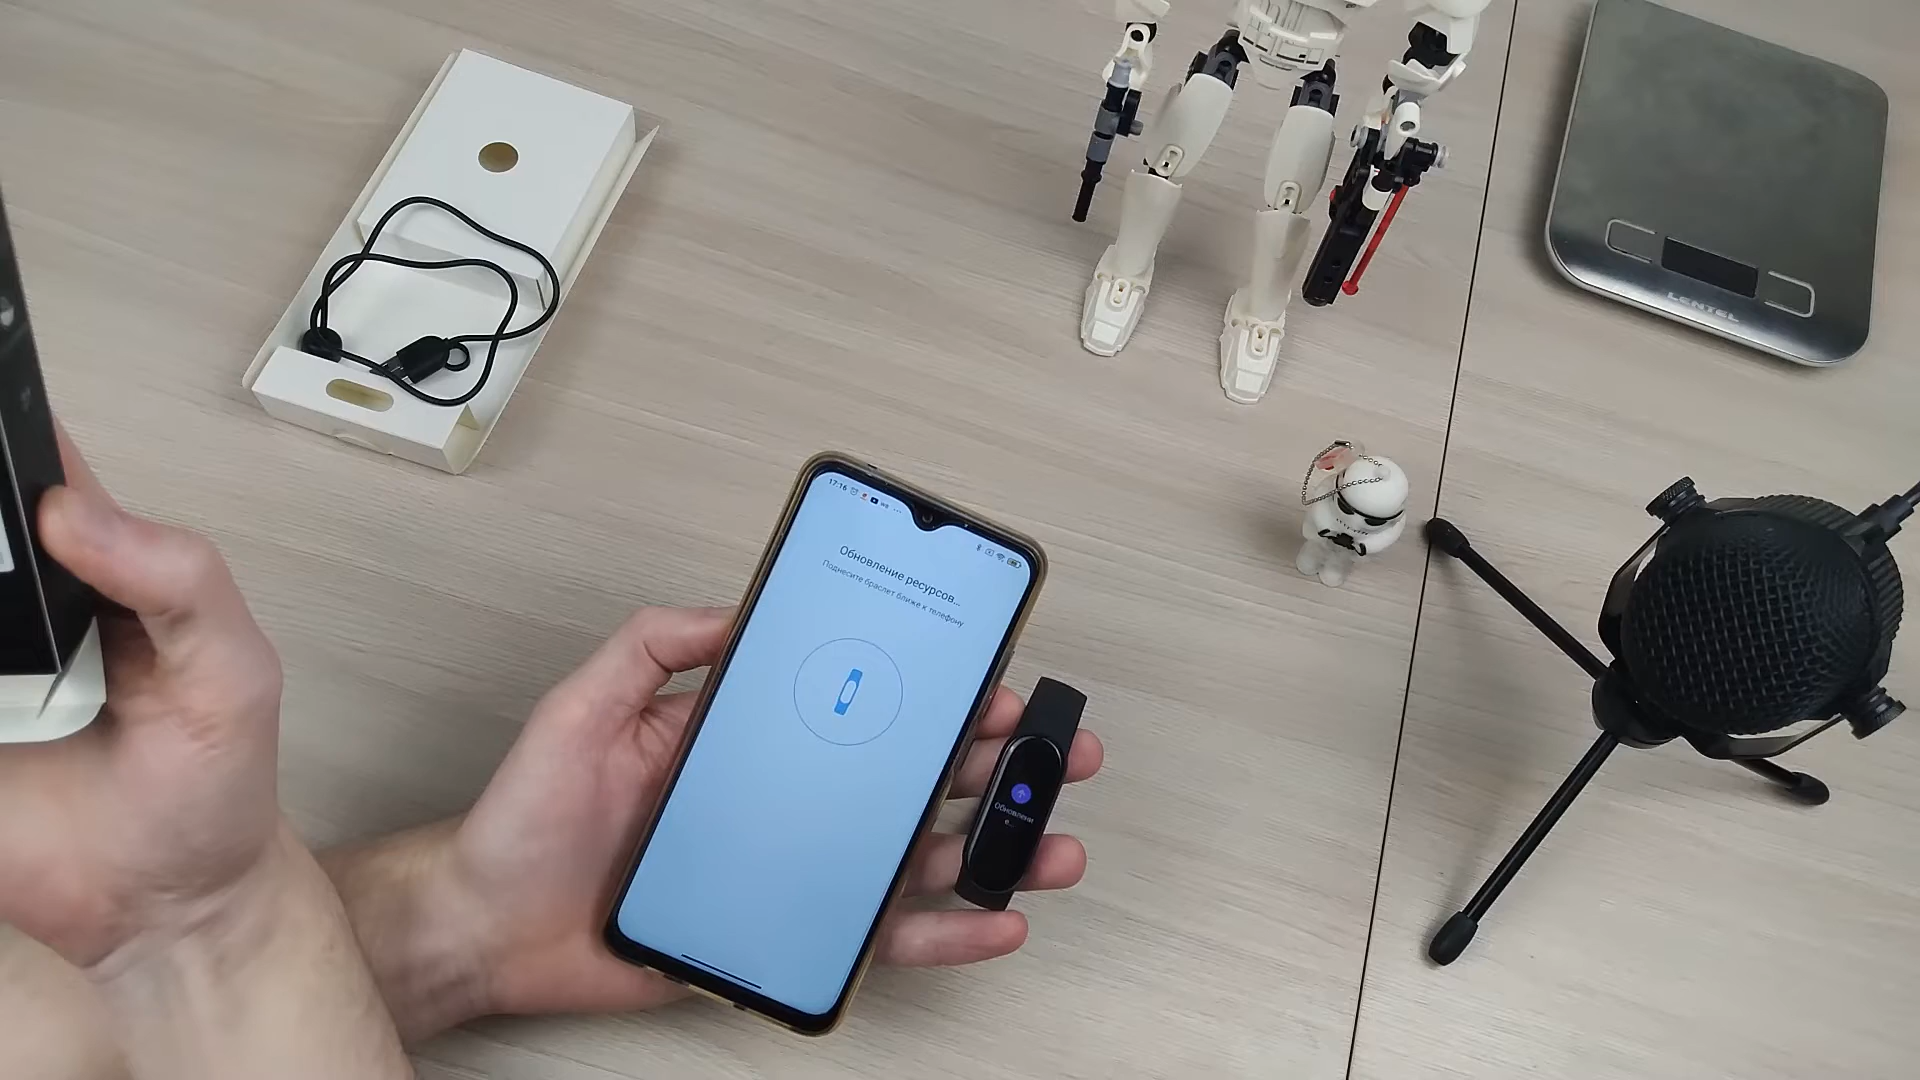 17:16
Обновление ресурсов...
Поднесите браслет ближе к телефону
Обновлени
е...
LENTEL